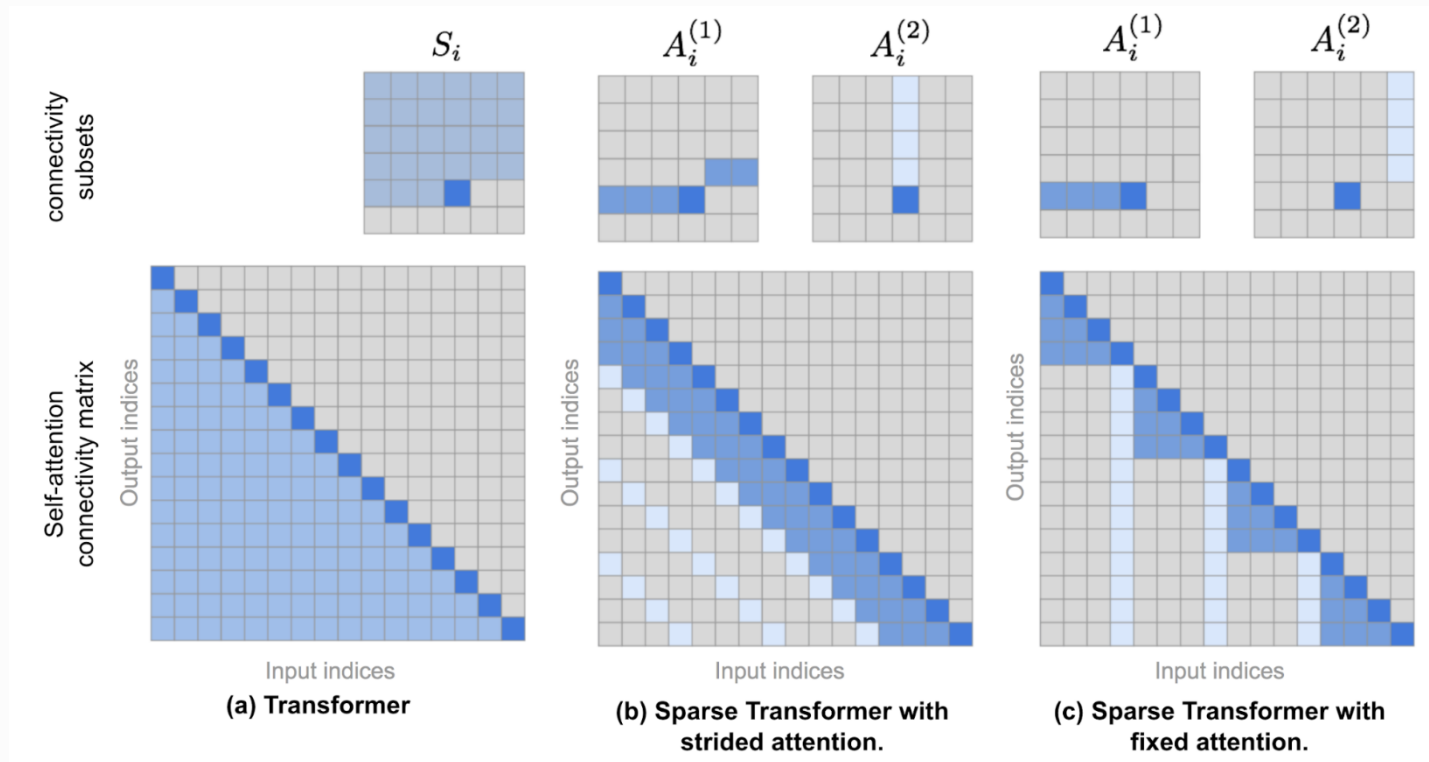 S_i
A_i^{(1)}
A_i^{(2)}
A_i^{(1)}
A_i^{(2)}
connectivity
subsets
Self-attention
connectivity matrix
Output indices
Output indices
Output indices
Input indices
Input indices
Input indices
(a) Transformer
(b) Sparse Transformer with
strided attention.
(c) Sparse Transformer with
fixed attention.